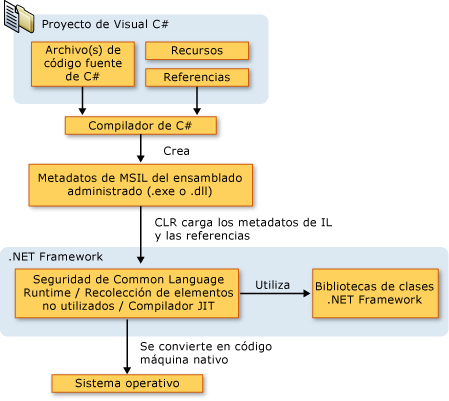 Proyecto de Visual C#
Archivo(s) de
código fuente
de C#
Recursos
Referencias
Compilador de C#
Crea
Metadatos de MSIL del ensamblado
administrado (.exe o .dll)
CLR carga los metadatos de IL
y las referencias
.NET Framework
Seguridad de Common Language
Runtime / Recolección de elementos
no utilizados / Compilador JIT
Utiliza
Bibliotecas de clases
.NET Framework
Se convierte en código
máquina nativo
Sistema operativo